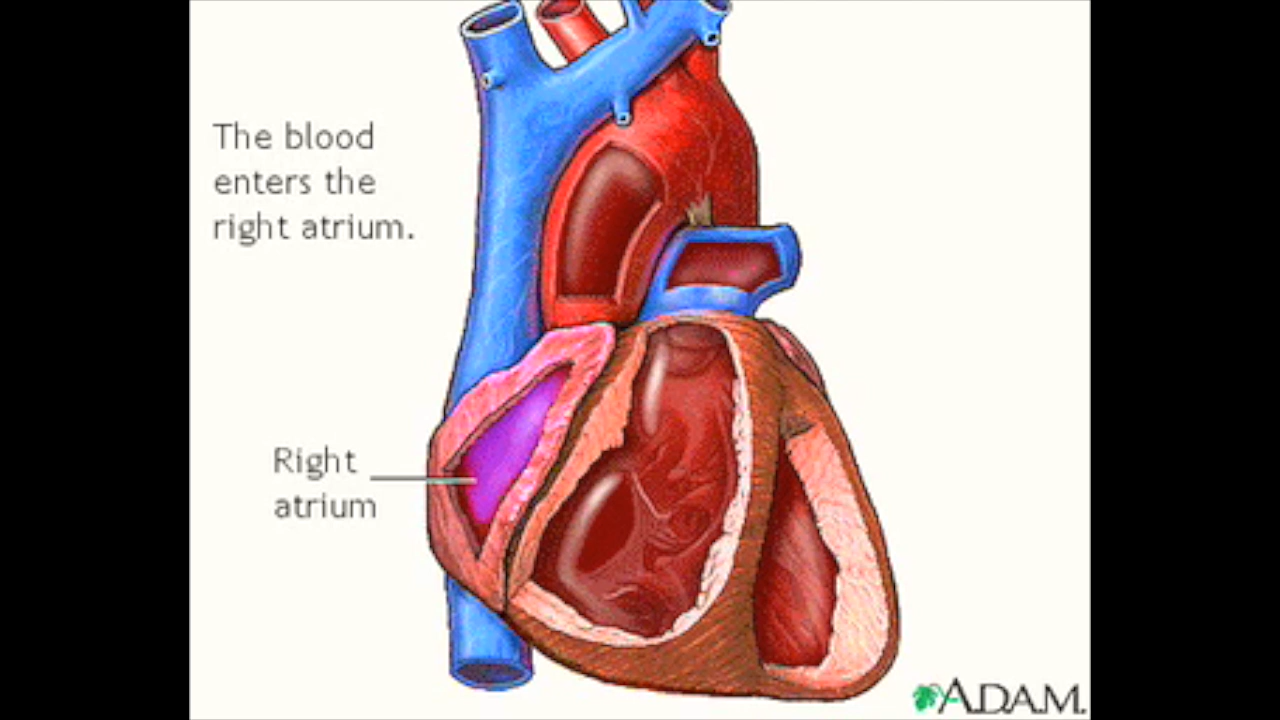 The blood
enters the
right atrium.
Right
atrium
A.D.A.M.